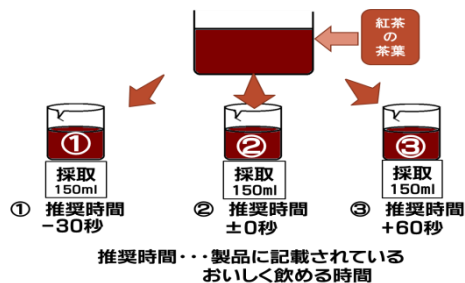 紅茶
の
茶葉
①
②
③
採取
150ml
採取
150ml
採取
150ml
① 推奨時間
−30秒
② 推奨時間
±0秒
③ 推奨時間
+60秒
推奨時間・・・製品に記載されている
おいしく飲める時間